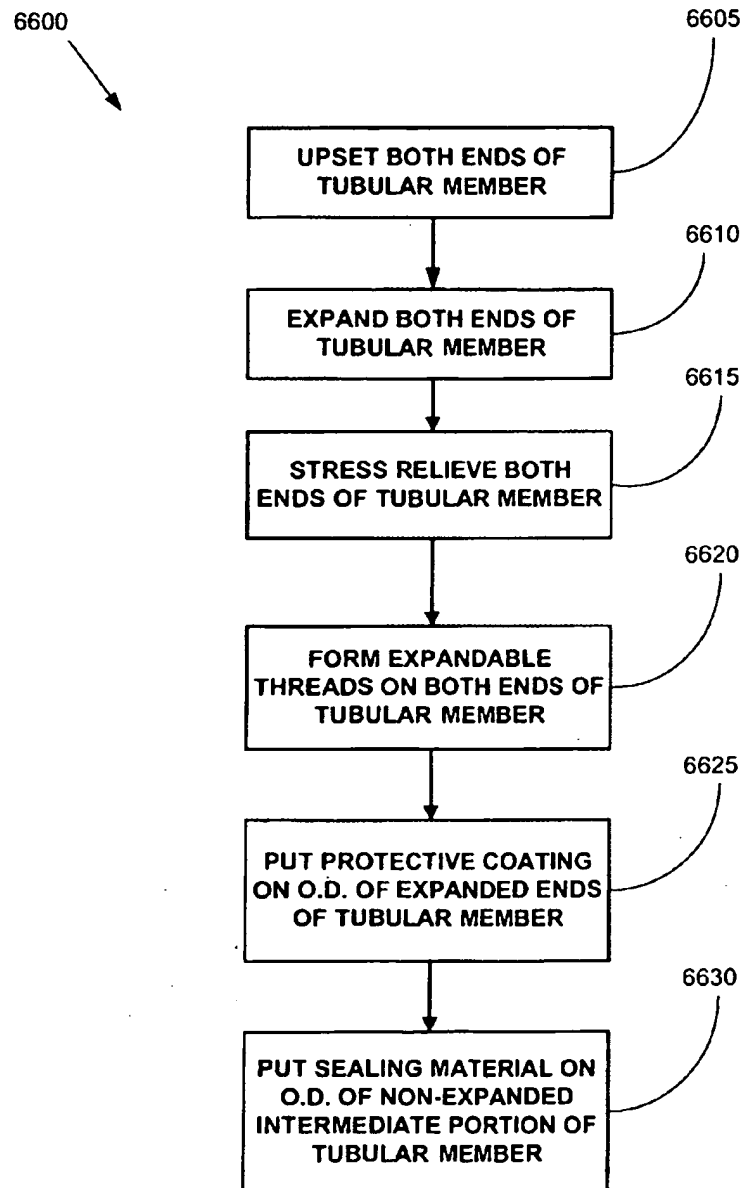 6600
6605
UPSET BOTH ENDS OF
TUBULAR MEMBER
6610
EXPAND BOTH ENDS OF
TUBULAR MEMBER
6615
STRESS RELIEVE BOTH
ENDS OF TUBULAR MEMBER
6620
FORM EXPANDABLE
THREADS ON BOTH ENDS OF
TUBULAR MEMBER
6625
PUT PROTECTIVE COATING
ON O.D. OF EXPANDED ENDS
OF TUBULAR MEMBER
6630
PUT SEALING MATERIAL ON
O.D. OF NON-EXPANDED
INTERMEDIATE PORTION OF
TUBULAR MEMBER